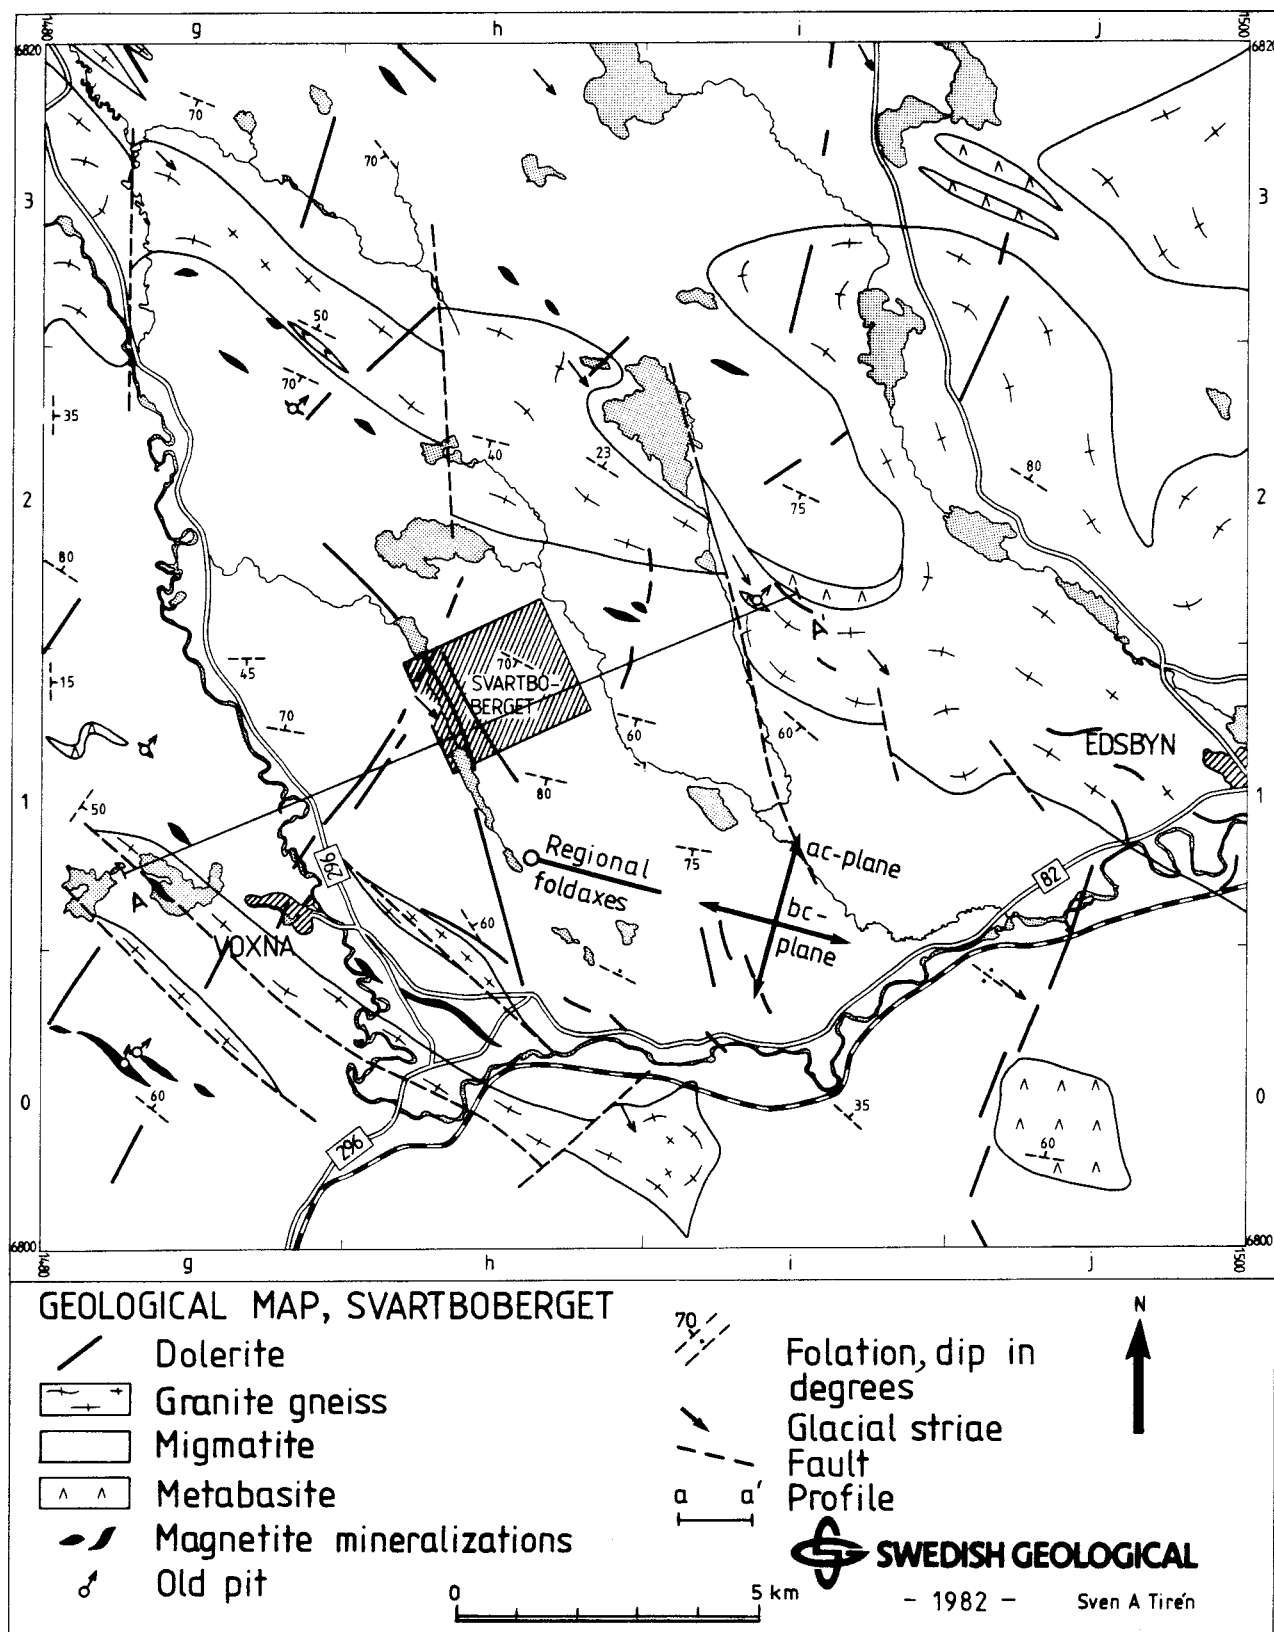 1480 g h i j 1500
6820 6820
70
70
3 3
50
70
35
40
23
80
2 2
75
80
A'
45
70
SVARTBO-
BERGET
15
70
60
60
EDSBYN
1 1
50
80
296
Regional
foldaxes
75
ac-plane
82
A
VOXNA
60
bc-
plane
0 0
60
35
296
60
6800 6800
1480 g h i j 1500
GEOLOGICAL MAP, SVARTBOBERGET
Dolerite
Granite gneiss
Migmatite
Metabasite
Magnetite mineralizations
Old pit
70
Folation, dip in
degrees
Glacial striae
Fault
a a' Profile
N
0 5 km
SWEDISH GEOLOGICAL
- 1982 - Sven A Tirén